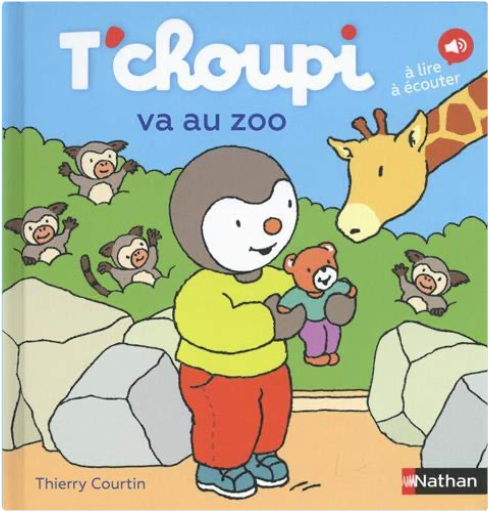 T'choupi
à lire
à écouter
va au zoo
Thierry Courtin
Nathan